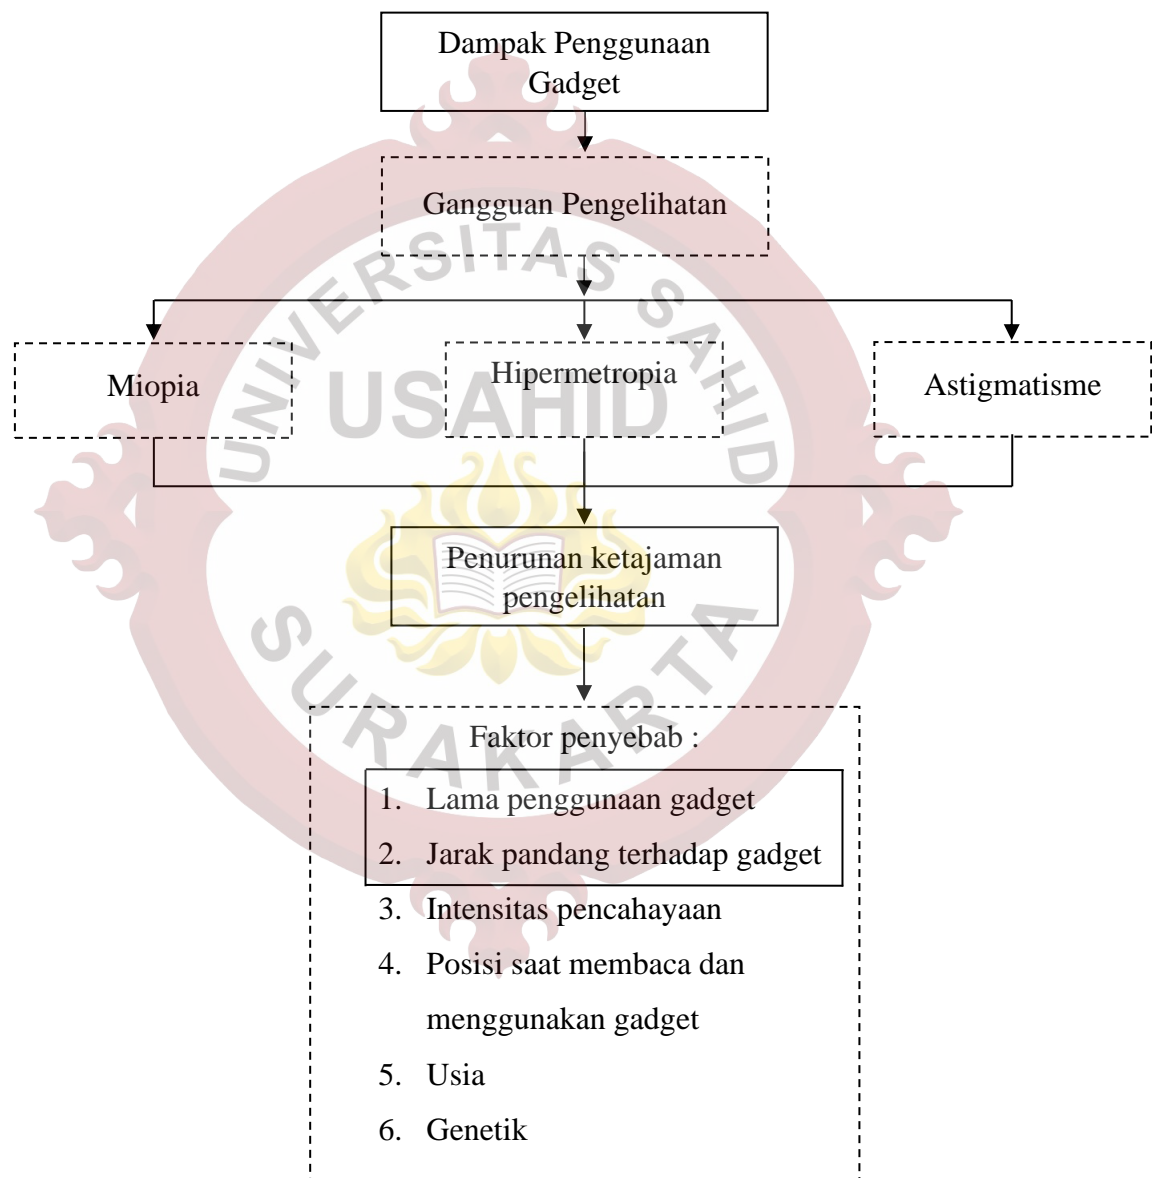 Dampak Penggunaan
Gadget
Gangguan Pengelihatan
Miopia
Hipermetropia
Astigmatisme
Penurunan ketajaman
pengelihatan
Faktor penyebab :
1. Lama penggunaan gadget
2. Jarak pandang terhadap gadget
3. Intensitas pencahayaan
4. Posisi saat membaca dan
menggunakan gadget
5. Usia
6. Genetik
UNIVERSITAS SAHID
USAHID
SURAKARTA